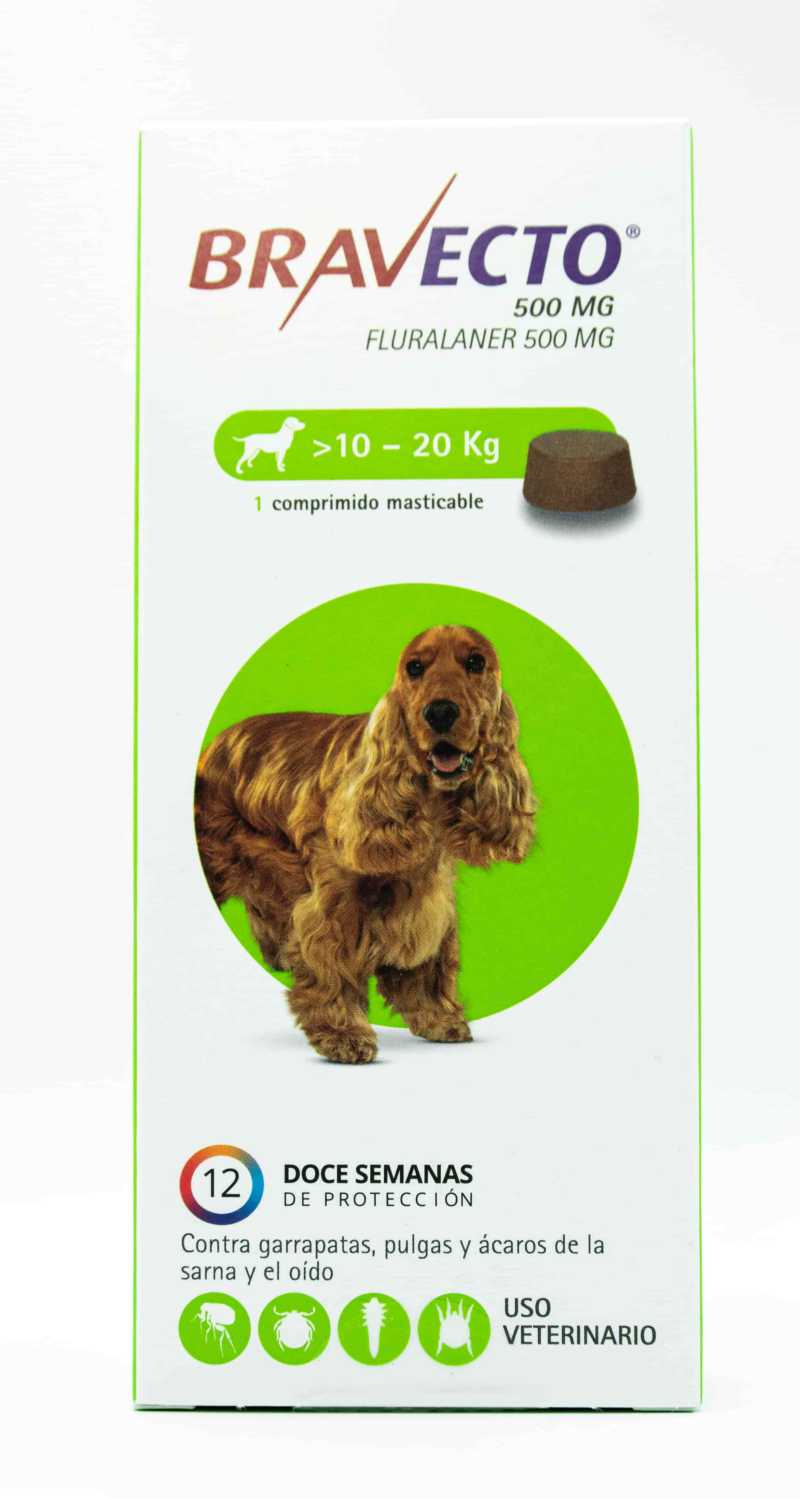 BRAVECTO®
500 MG
FLURALANER 500 MG
>10 – 20 Kg
1 comprimido masticable
12
DOCE SEMANAS
DE PROTECCIÓN
Contra garrapatas, pulgas y ácaros de la
sarna y el oído
USO
VETERINARIO